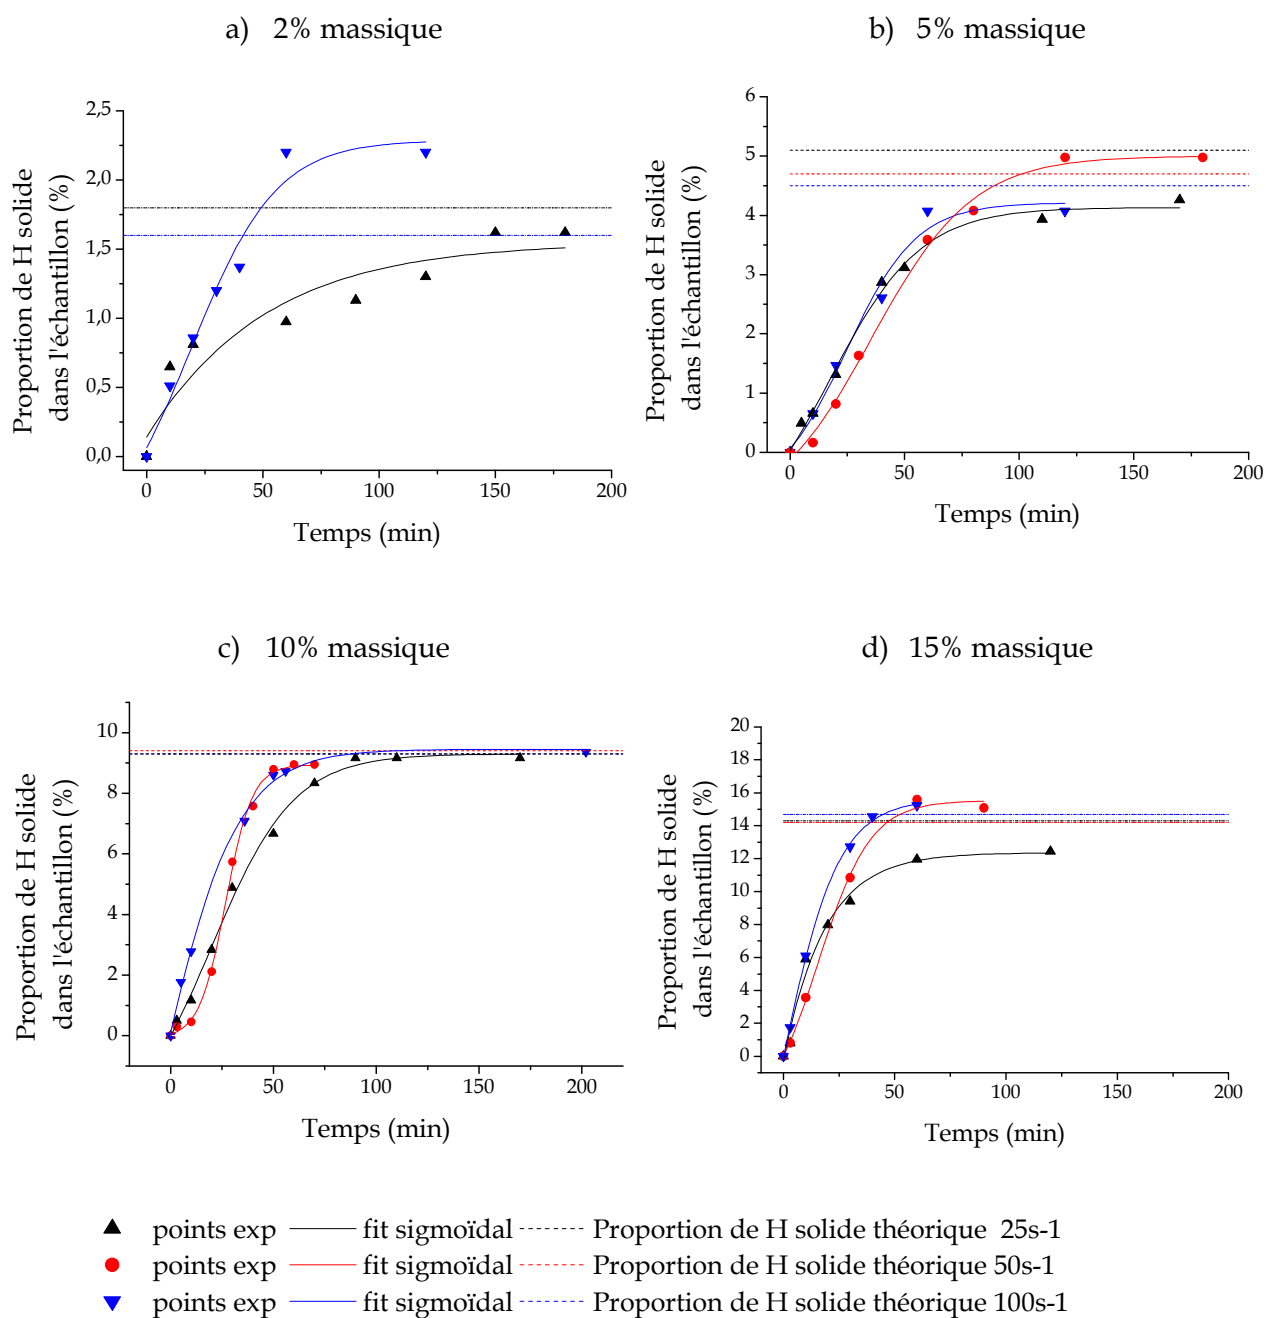 a) 2% massique
2,5
2,0
1,5
1,0
0,5
0,0
0 50 100 150 200
Proportion de H solide
dans l'échantillon (%)
Temps (min)
b) 5% massique
6
5
4
3
2
1
0
0 50 100 150 200
Proportion de H solide
dans l'échantillon (%)
Temps (min)
c) 10% massique
10
8
6
4
2
0
0 50 100 150 200
Proportion de H solide
dans l'échantillon (%)
Temps (min)
d) 15% massique
20
18
16
14
12
10
8
6
4
2
0
0 50 100 150 200
Proportion de H solide
dans l'échantillon (%)
Temps (min)
points exp fit sigmoïdal Proportion de H solide théorique 25s-1
points exp fit sigmoïdal Proportion de H solide théorique 50s-1
points exp fit sigmoïdal Proportion de H solide théorique 100s-1